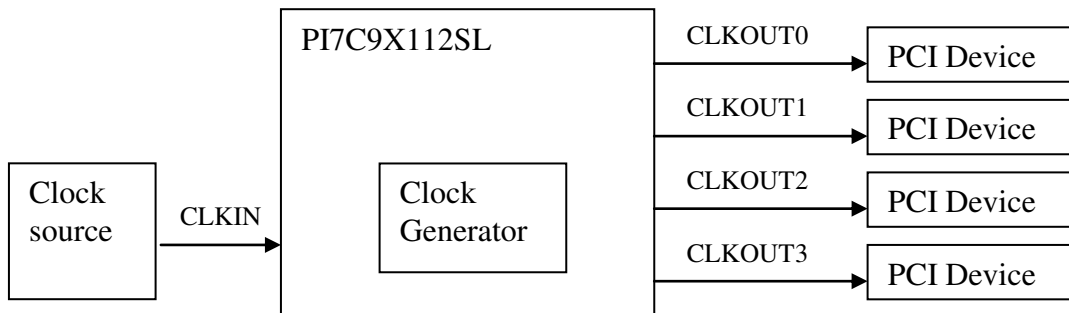 PI7C9X112SL
CLKOUT0
PCI Device
CLKOUT1
PCI Device
Clock
source
CLKIN
Clock
Generator
CLKOUT2
PCI Device
CLKOUT3
PCI Device